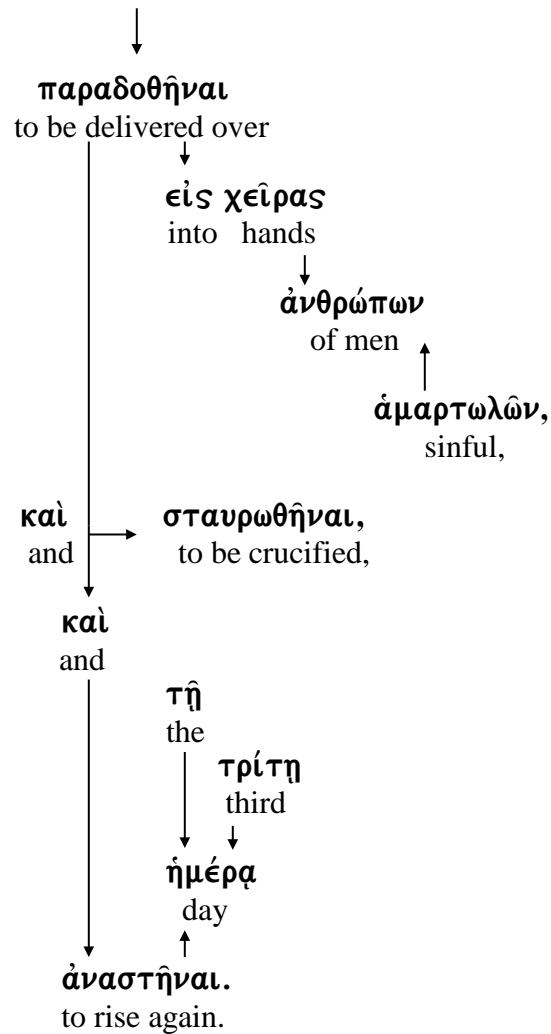 παραδοθῆναι
to be delivered over
εἰς χεῖρας
into hands
ἀνθρώπων
of men
ἁμαρτωλῶν,
sinful,
καὶ σταυρωθῆναι,
and to be crucified,
καὶ
and
τῇ
the
τρίτῃ
third
ἡμέρᾳ
day
ἀναστῆναι.
to rise again.